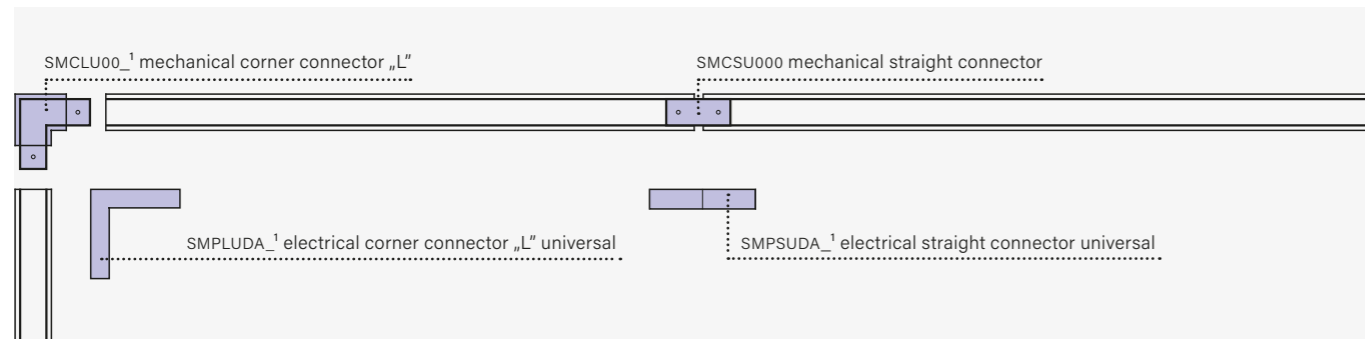 SMCLU00_¹ mechanical corner connector „L”
SMCSU000 mechanical straight connector
SMPLUDA_¹ electrical corner connector „L” universal
SMPSUDA_¹ electrical straight connector universal